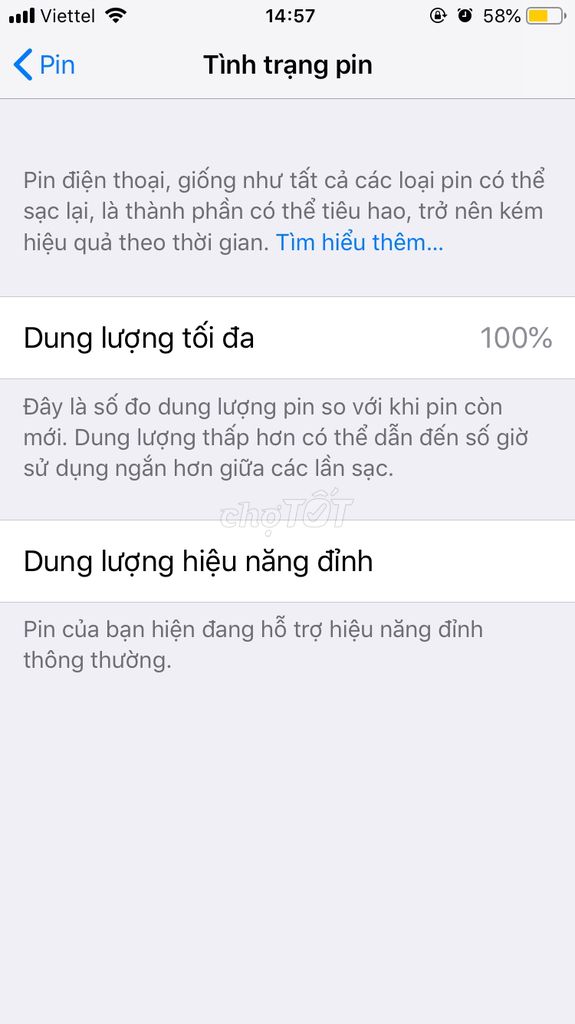 Viettel 14:57 58%
Pin Tình trạng pin
Pin điện thoại, giống như tất cả các loại pin có thể
sạc lại, là thành phần có thể tiêu hao, trở nên kém
hiệu quả theo thời gian. Tìm hiểu thêm...
Dung lượng tối đa 100%
Đây là số đo dung lượng pin so với khi pin còn
mới. Dung lượng thấp hơn có thể dẫn đến số giờ
sử dụng ngắn hơn giữa các lần sạc.
chợTỐT
Dung lượng hiệu năng đỉnh
Pin của bạn hiện đang hỗ trợ hiệu năng đỉnh
thông thường.